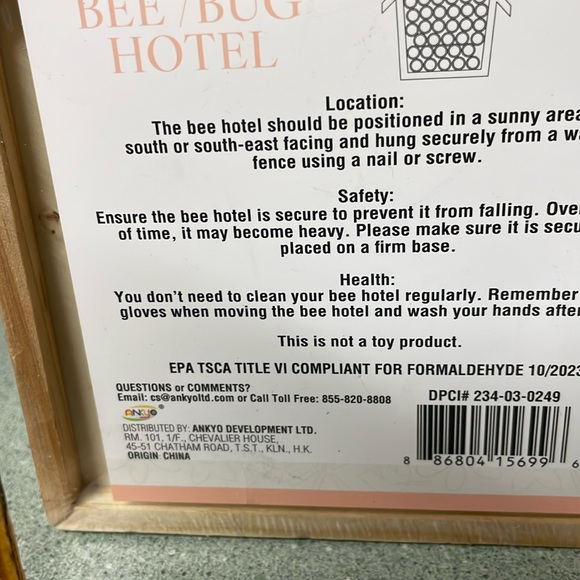 BEE/BUG
HOTEL
Location:
The bee hotel should be positioned in a sunny area
south or south-east facing and hung securely from a
fence using a nail or screw.
Safety:
Ensure the bee hotel is secure to prevent it from falling.
of time, it may become heavy. Please make sure it is
placed on a firm base.
Health:
You don't need to clean your bee hotel regularly. Remember
gloves when moving the bee hotel and wash your hands after
This is not a toy product.
EPA TSCA TITLE VI COMPLIANT FOR FORMALDEHYDE 10/2023
QUESTIONS or COMMENTS?
Email: cs@ankyoltd.com or Call Toll Free: 855-820-8808
DPCI# 234-03-0249
ANKYO ®
DISTRIBUTED BY: ANKYO DEVELOPMENT LTD.
RM. 101, 1/F., CHEVALIER HOUSE,
45-51 CHATHAM ROAD, T.S.T., KLN., H.K.
ORIGIN: CHINA
8 86804 15699 6